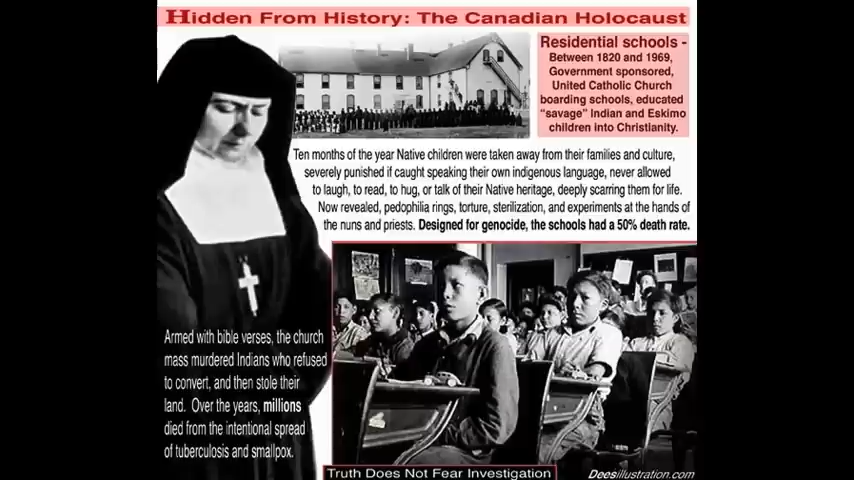 Hidden From History: The Canadian Holocaust
Residential schools -
Between 1820 and 1969,
Government sponsored,
United Catholic Church
boarding schools, educated
“savage” Indian and Eskimo
children into Christianity.
Ten months of the year Native children were taken away from their families and culture,
severely punished if caught speaking their own indigenous language, never allowed
to laugh, to read, to hug, or talk of their Native heritage, deeply scarring them for life.
Now revealed, pedophilia rings, torture, sterilization, and experiments at the hands of
the nuns and priests. Designed for genocide, the schools had a 50% death rate.
Armed with bible verses, the church
mass murdered Indians who refused
to convert, and then stole their
land. Over the years, millions
died from the intentional spread
of tuberculosis and smallpox.
Truth Does Not Fear Investigation
Deesillustration.com